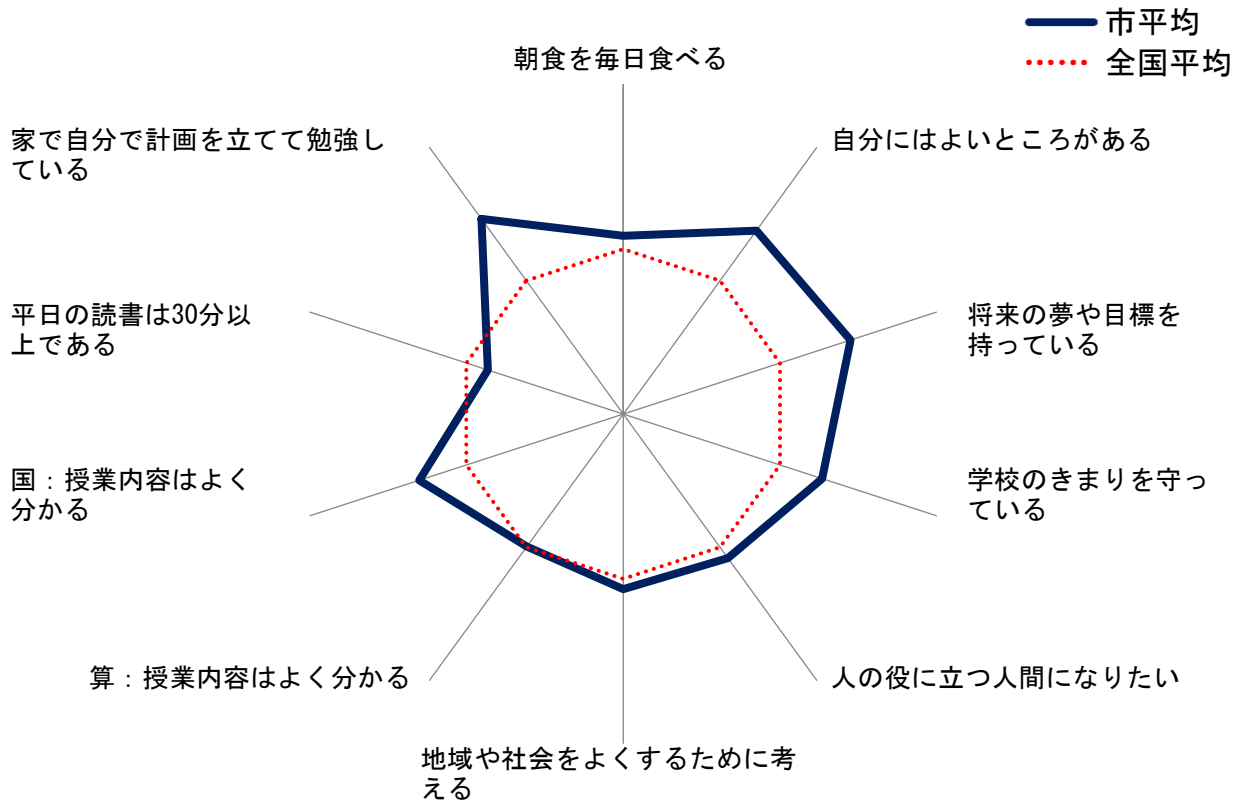 市平均
全国平均
朝食を毎日食べる
自分にはよいところがある
将来の夢や目標を
持っている
学校のきまりを守っ
ている
人の役に立つ人間になりたい
地域や社会をよくするために考
える
算：授業内容はよく分かる
国：授業内容はよく
分かる
平日の読書は30分以
上である
家で自分で計画を立てて勉強し
ている